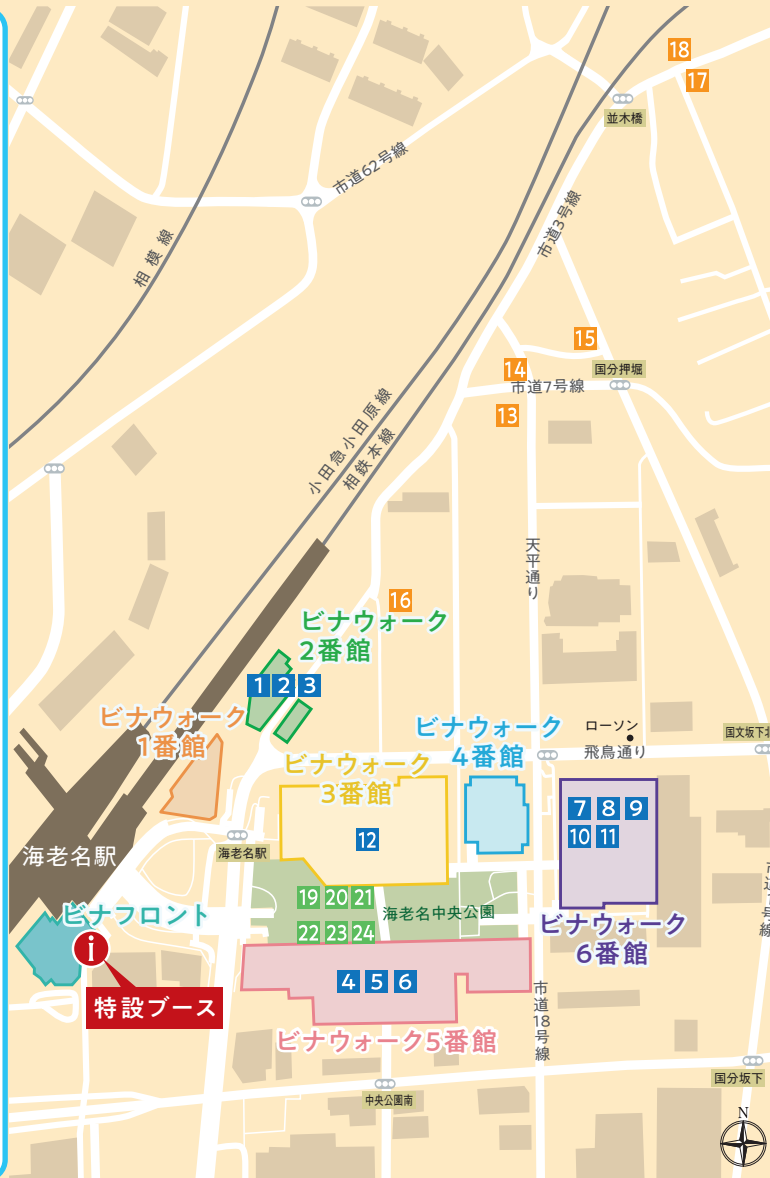 18
17
並木橋
市道62号線
市道3号線
相模線
15
14
国分押堀
市道7号線
13
小田急小田原線
相鉄本線
天平通り
16
ビナウォーク
2番館
1 2 3
ビナウォーク
1番館
ビナウォーク
4番館
ローソン
国文坂下北
飛鳥通り
ビナウォーク
3番館
7 8 9
10 11
12
海老名駅
海老名駅
19 20 21
海老名中央公園
22 23 24
ビナフロント
i
特設ブース
ビナウォーク
6番館
4 5 6
ビナウォーク5番館
市道18号線
国分坂下
中央公園南
N